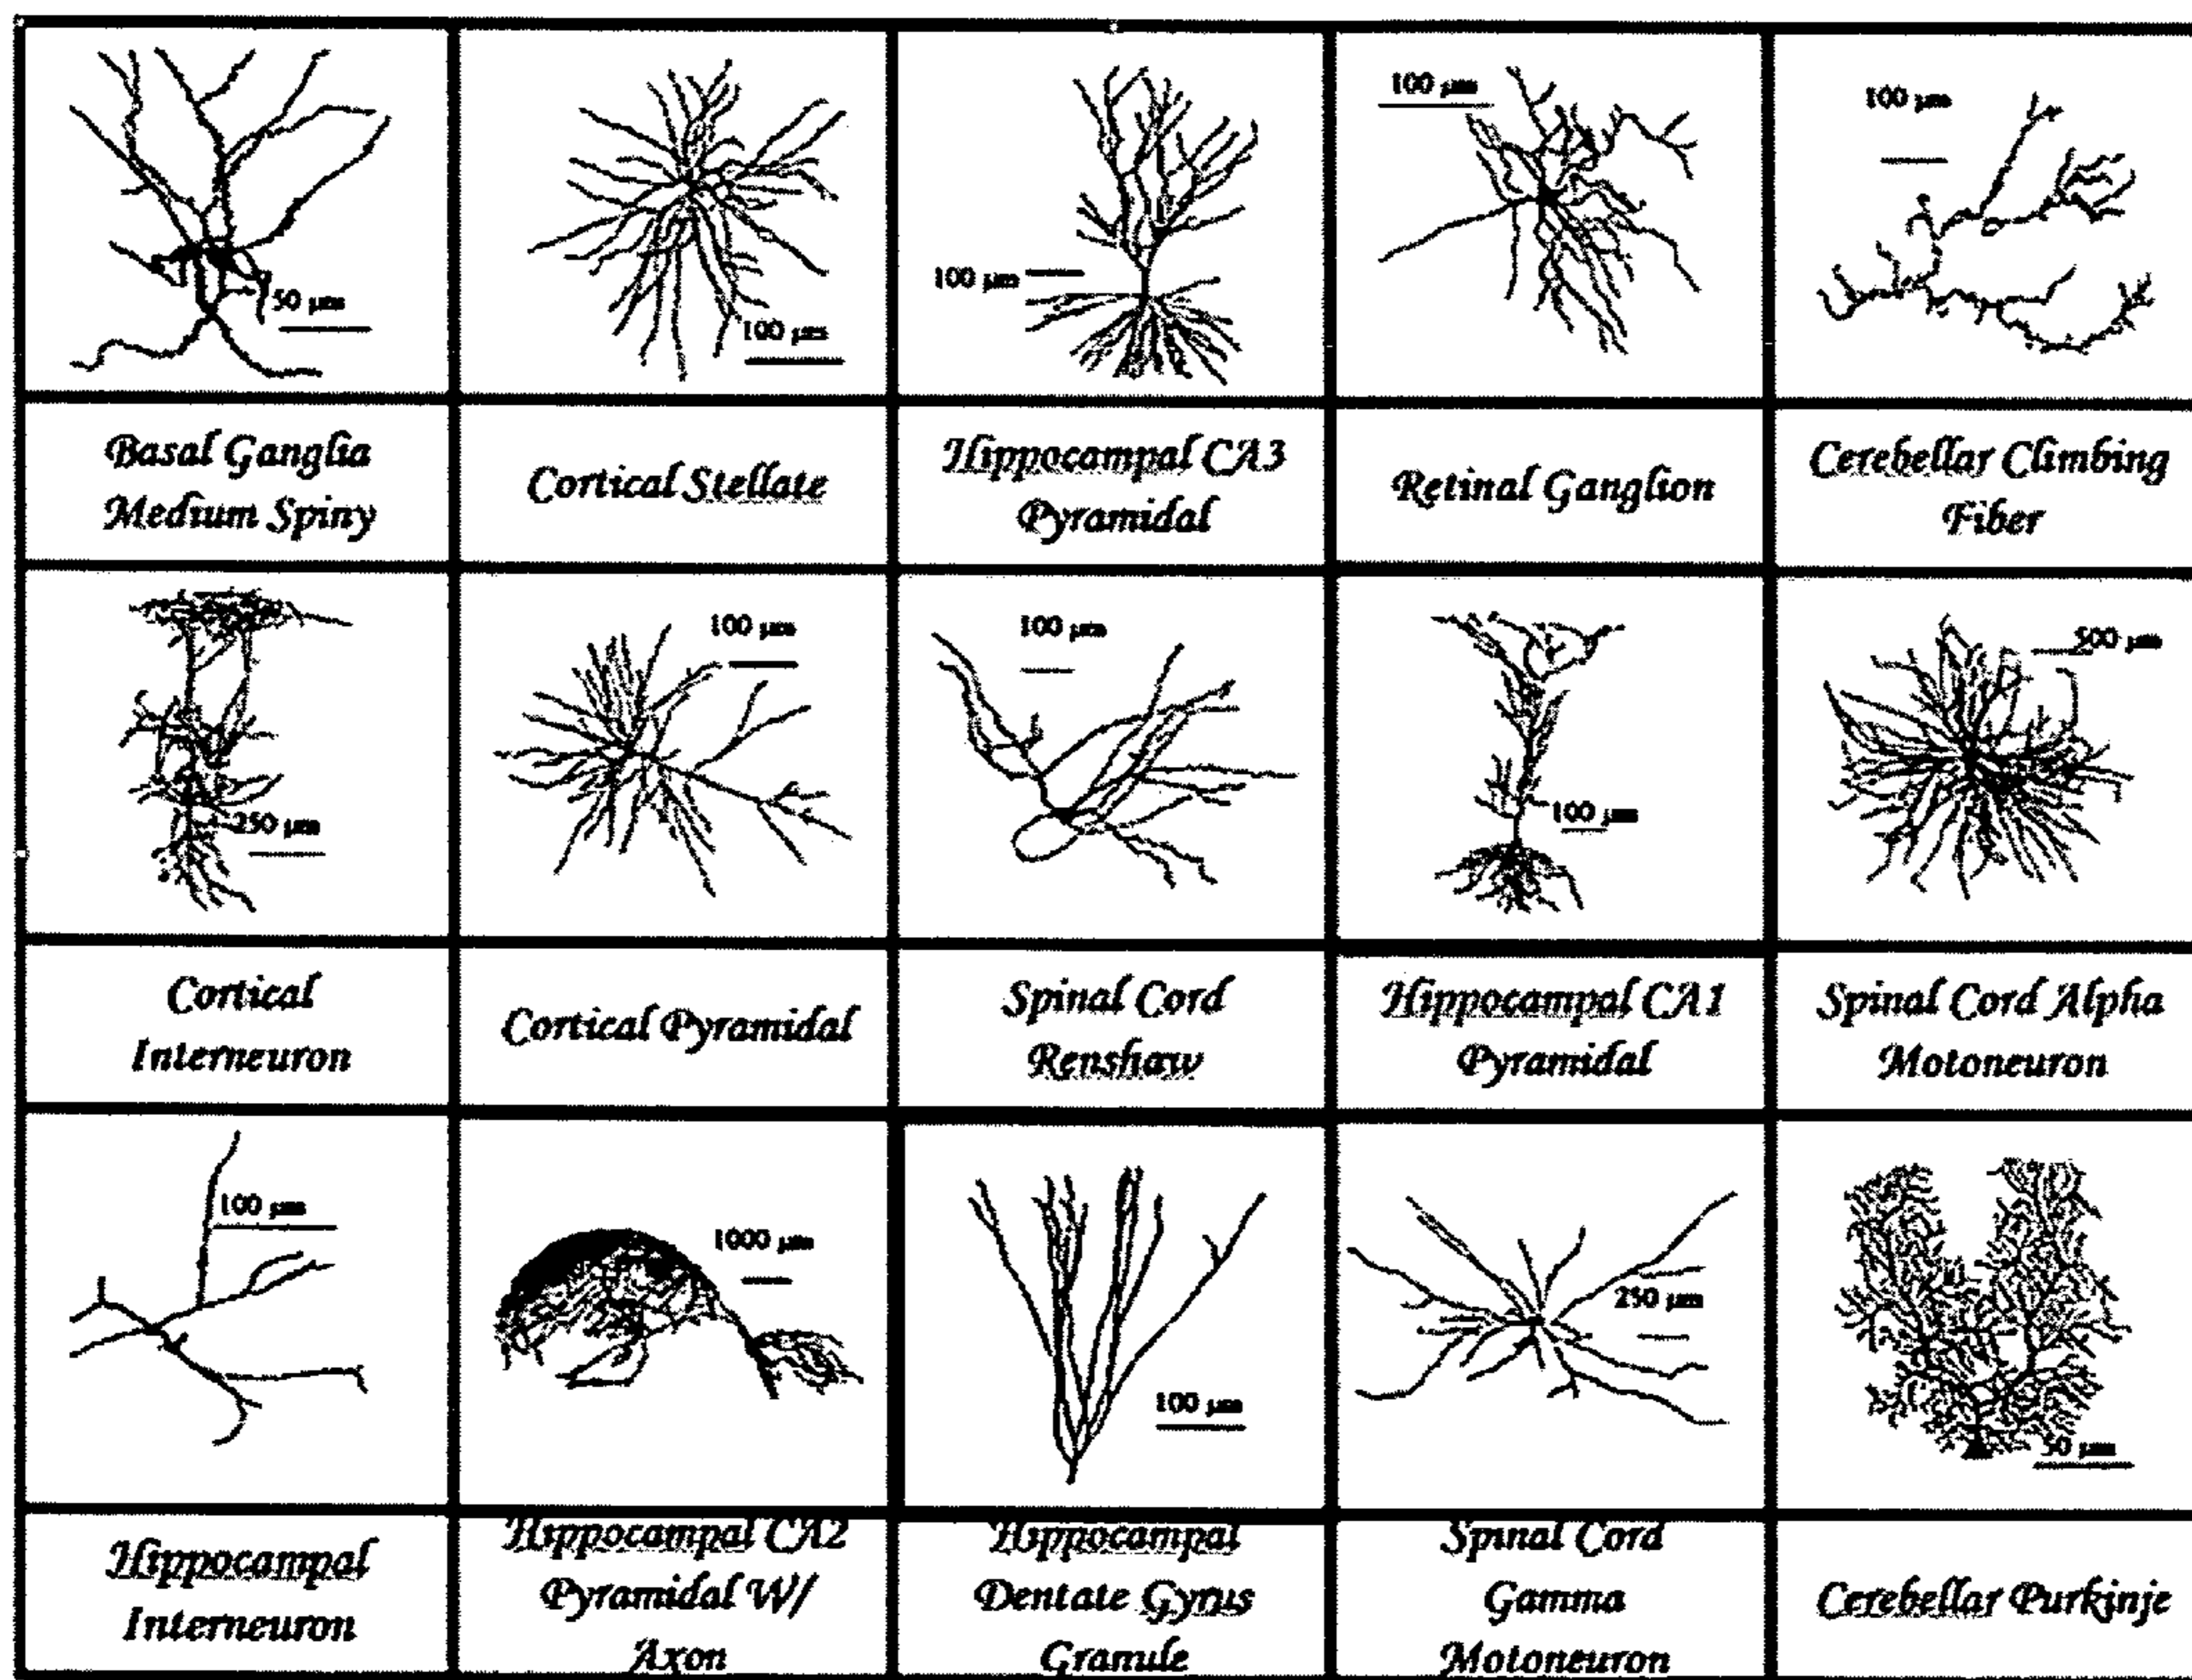 50 µm
100 µm
100 µm
100 µm
100 µm
Basal Ganglia
Medium Spiny
Cortical Stellate
Hippocampal CA3
Pyramidal
Retinal Ganglion
Cerebellar Climbing
Fiber
250 µm
100 µm
100 µm
100 µm
500 µm
Cortical
Interneuron
Cortical Pyramidal
Spinal Cord
Renshaw
Hippocampal CA1
Pyramidal
Spinal Cord Alpha
Motoneuron
100 µm
1000 µm
100 µm
250 µm
50 µm
Hippocampal
Interneuron
Hippocampal CA2
Pyramidal W/
Axon
Hippocampal
Dentate Gyrus
Granule
Spinal Cord
Gamma
Motoneuron
Cerebellar Purkinje